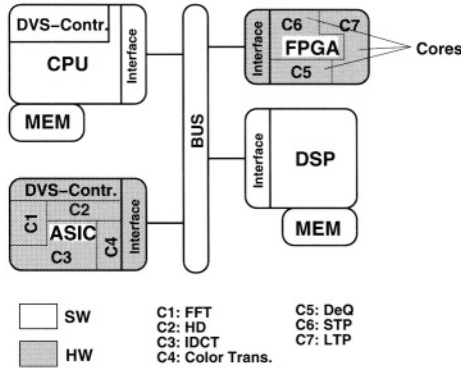 DVS-Contr.
CPU
Interface
MEM
BUS
Interface
C6
C7
FPGA
C5
Cores
Interface
DSP
MEM
DVS-Contr.
C1
C2
ASIC
C4
C3
Interface
SW
HW
C1: FFT
C2: HD
C3: IDCT
C4: Color Trans.
C5: DeQ
C6: STP
C7: LTP